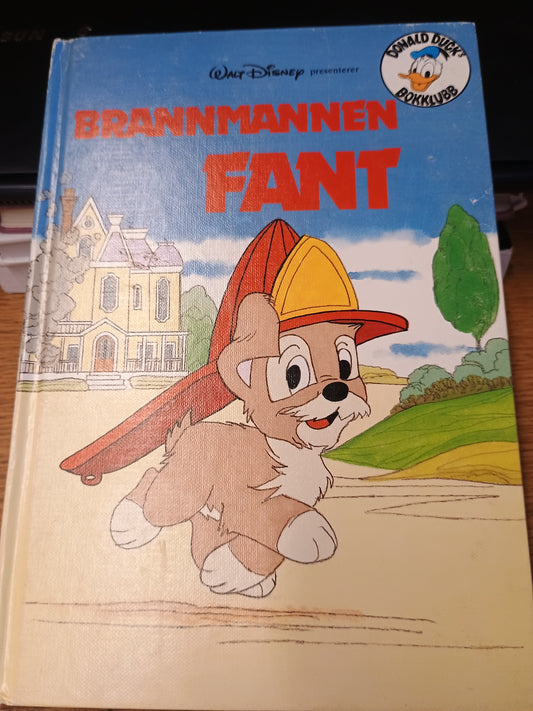 WALT DISNEY presenterer
DONALD DUCK'S
BOKKLUBB
BRANNMANNEN
FANT